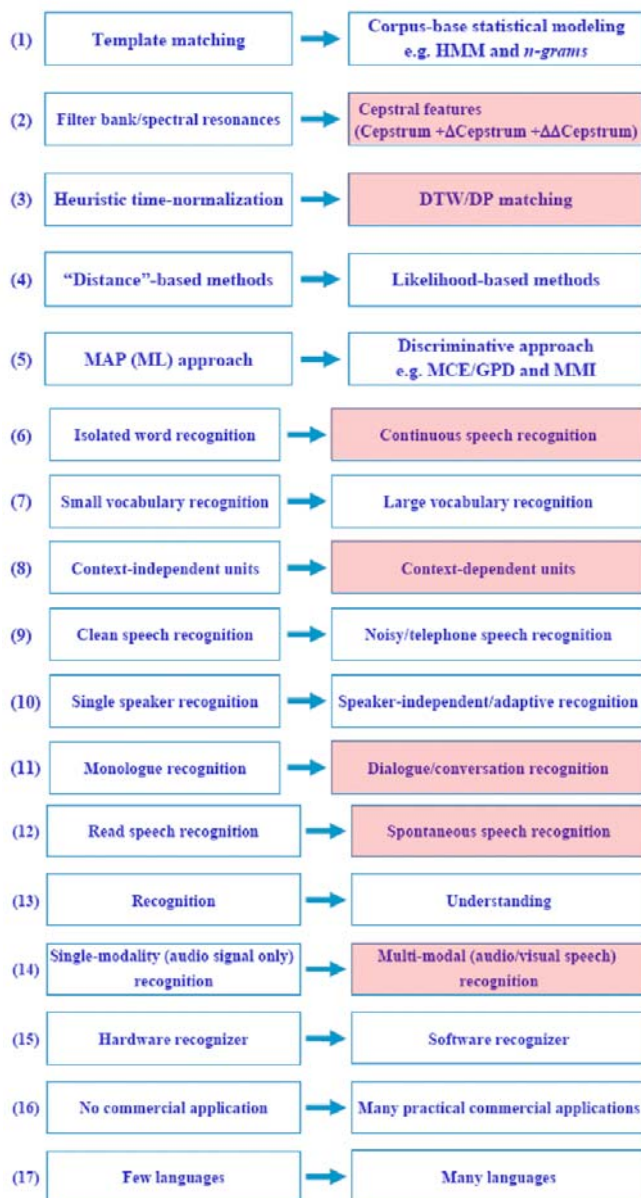 (1) Template matching Corpus-base statistical modeling
e.g. HMM and n-grams
(2) Filter bank/spectral resonances Cepstral features
(Cepstrum +ΔCepstrum +ΔΔCepstrum)
(3) Heuristic time-normalization DTW/DP matching
(4) “Distance”-based methods Likelihood-based methods
(5) MAP (ML) approach Discriminative approach
e.g. MCE/GPD and MMI
(6) Isolated word recognition Continuous speech recognition
(7) Small vocabulary recognition Large vocabulary recognition
(8) Context-independent units Context-dependent units
(9) Clean speech recognition Noisy/telephone speech recognition
(10) Single speaker recognition Speaker-independent/adaptive recognition
(11) Monologue recognition Dialogue/conversation recognition
(12) Read speech recognition Spontaneous speech recognition
(13) Recognition Understanding
(14) Single-modality (audio signal only) Multi-modal (audio/visual speech)
recognition recognition
(15) Hardware recognizer Software recognizer
(16) No commercial application Many practical commercial applications
(17) Few languages Many languages